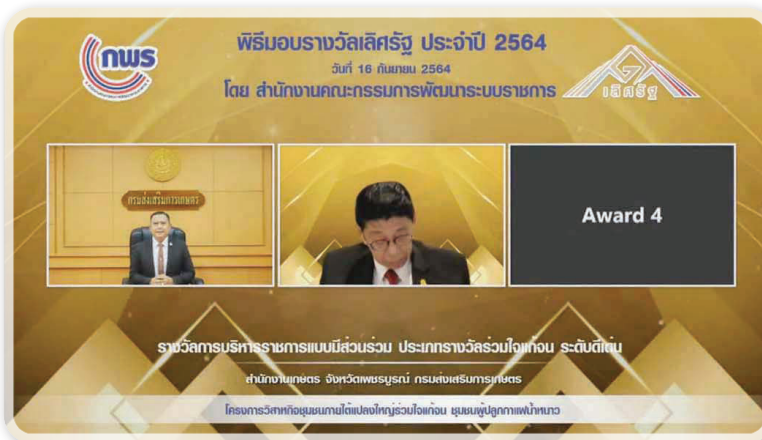 กพร
พิธีมอบรางวัลเลิศรัฐ ประจำปี 2564
วันที่ 16 กันยายน 2564
โดย สำนักงานคณะกรรมการพัฒนาระบบราชการ
เลิศรัฐ
กรมส่งเสริมการเกษตร
Award 4
รางวัลการบริหารราชการแบบมีส่วนร่วม ประเภทรางวัลร่วมใจแก้จน ระดับดีเด่น
สำนักงานเกษตร จังหวัดเพชรบูรณ์ กรมส่งเสริมการเกษตร
โครงการวิสาหกิจชุมชนภายใต้แปลงใหญ่ร่วมใจแก้จน ชุมชนผู้ปลูกกาแฟน้ำหนาว